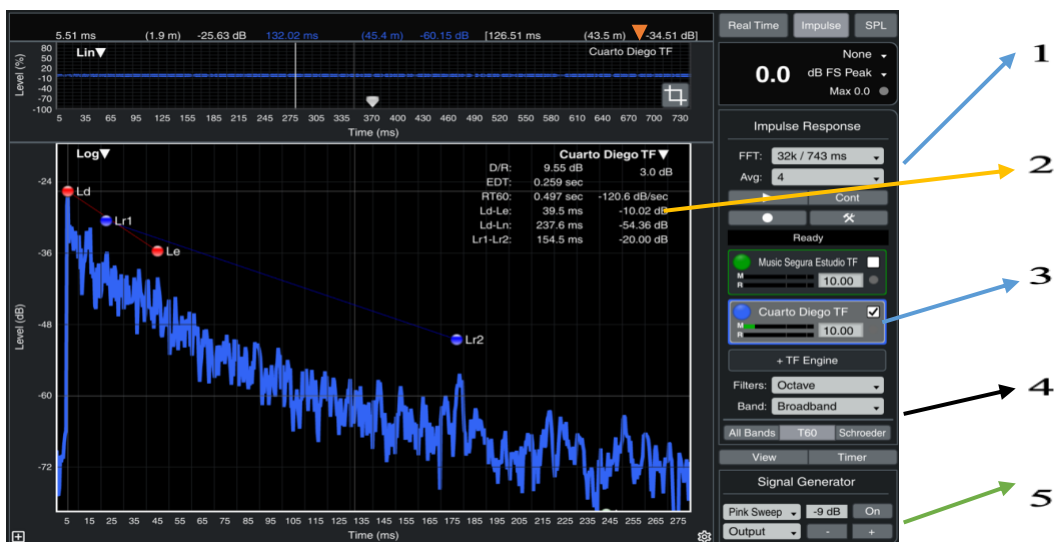 5.51 ms (1.9 m) -25.63 dB 132.02 ms (45.4 m) -60.15 dB [126.51 ms (43.5 m) -34.51 dB]
Lin▼ Cuarto Diego TF
Level (%)
80
50
20
-10
-40
-70
-100
5 35 65 95 125 155 185 215 245 275 305 335 370 400 430 460 490 520 550 580 610 640 670 700 730
Time (ms)
Log▼ Cuarto Diego TF ▼
D/R: 9.55 dB 3.0 dB
EDT: 0.259 sec
RT60: 0.497 sec -120.6 dB/sec
Ld-Le: 39.5 ms -10.02 dB
Ld-Ln: 237.6 ms -54.36 dB
Lr1-Lr2: 154.5 ms -20.00 dB
Ld
Lr1
Le
Lr2
Level (dB)
-24
-36
-48
-60
-72
5 15 25 35 45 55 65 75 85 95 105 115 125 135 145 155 165 175 185 195 205 215 225 235 245 255 265 275
Time (ms)
Real Time Impulse SPL
None
0.0 dB FS Peak
Max 0.0
Impulse Response
FFT: 32k / 743 ms
Avg: 4
Cont
Ready
Music Segura Estudio TF
M
R
10.00
Cuarto Diego TF
M
R
10.00
+ TF Engine
Filters: Octave
Band: Broadband
All Bands T60 Schroeder
View Timer
Signal Generator
Pink Sweep -9 dB On
Output - +
1
2
3
4
5